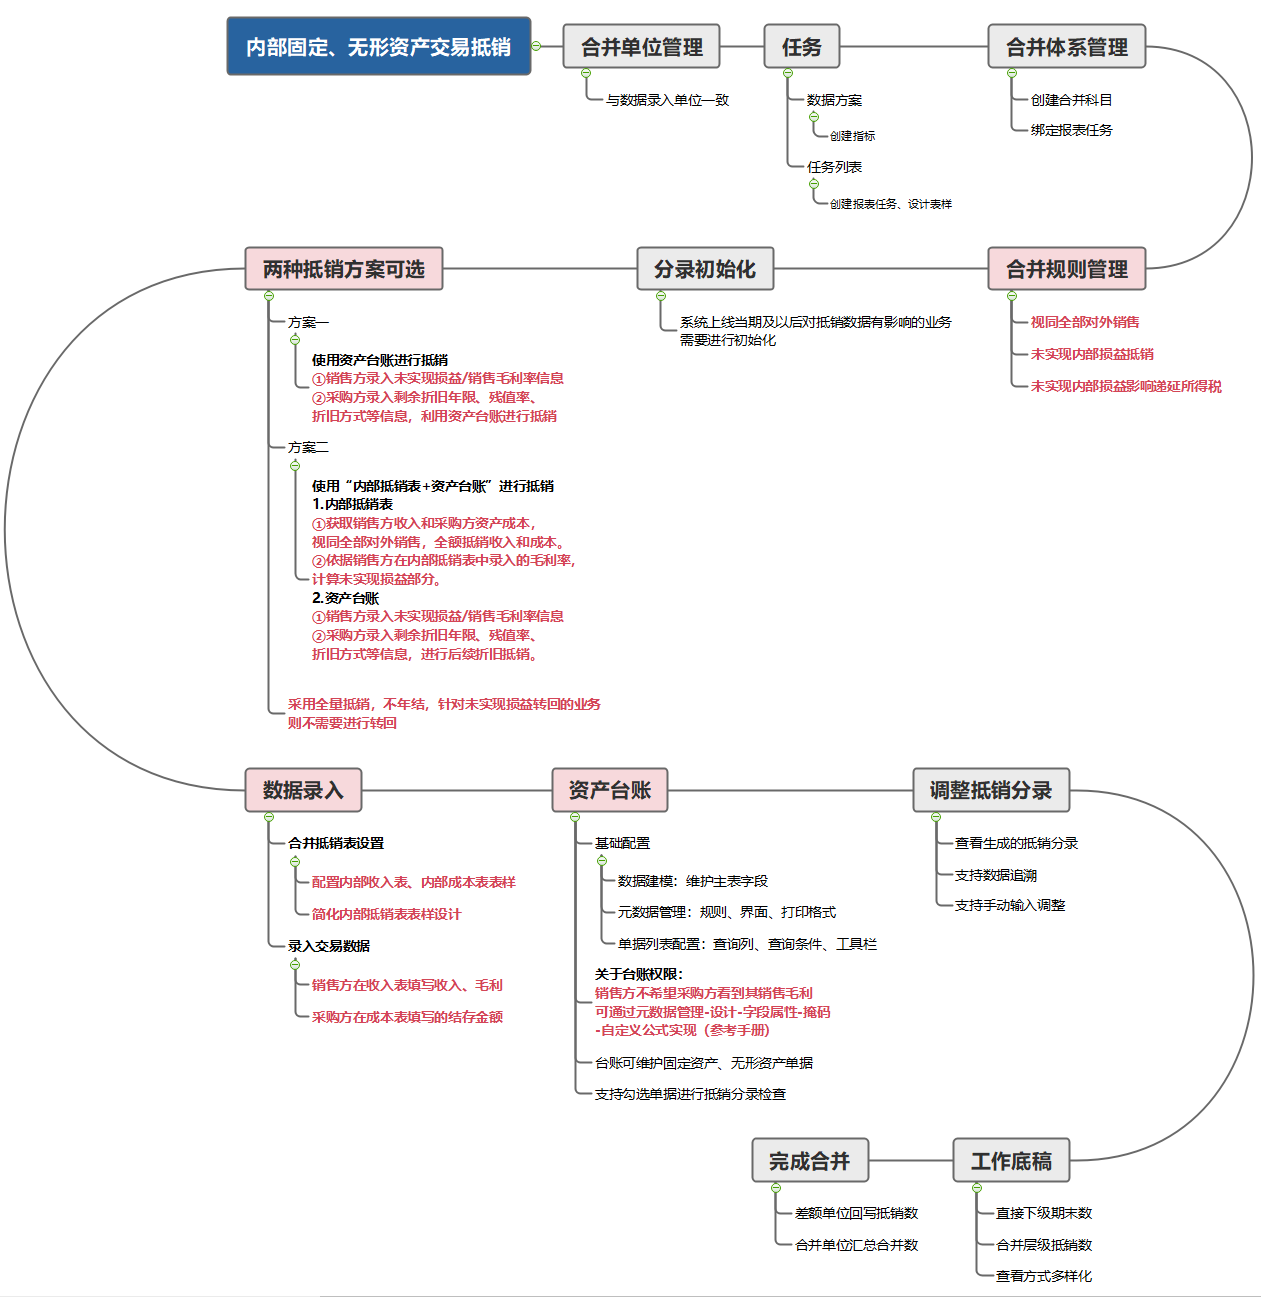 内部固定、无形资产交易抵销
合并单位管理
与数据录入单位一致
任务
数据方案
创建指标
任务列表
创建报表任务、设计表样
合并体系管理
创建合并科目
绑定报表任务
合并规则管理
视同全部对外销售
未实现内部损益抵销
未实现内部损益影响递延所得税
分录初始化
系统上线当期及以后对抵销数据有影响的业务
需要进行初始化
两种抵销方案可选
方案一
使用资产台账进行抵销
①销售方录入未实现损益/销售毛利率信息
②采购方录入剩余折旧年限、残值率、
折旧方式等信息，利用资产台账进行抵销
方案二
使用“内部抵销表+资产台账”进行抵销
1.内部抵销表
①获取销售方收入和采购方资产成本，
视同全部对外销售，全额抵销收入和成本。
②依据销售方在内部抵销表中录入的毛利率，
计算未实现损益部分。
2.资产台账
①销售方录入未实现损益/销售毛利率信息
②采购方录入剩余折旧年限、残值率、
折旧方式等信息，进行后续折旧抵销。
采用全量抵销，不年结，针对未实现损益转回的业务
则不需要进行转回
数据录入
合并抵销表设置
配置内部收入表、内部成本表表样
简化内部抵销表表样设计
录入交易数据
销售方在收入表填写收入、毛利
采购方在成本表填写的结存金额
资产台账
基础配置
数据建模：维护主表字段
元数据管理：规则、界面、打印格式
单据列表配置：查询列、查询条件、工具栏
关于台账权限：
销售方不希望采购方看到其销售毛利
可通过元数据管理-设计-字段属性-掩码
-自定义公式实现（参考手册）
台账可维护固定资产、无形资产单据
支持勾选单据进行抵销分录检查
调整抵销分录
查看生成的抵销分录
支持数据追溯
支持手动输入调整
工作底稿
直接下级期末数
合并层级抵销数
查看方式多样化
完成合并
差额单位回写抵销数
合并单位汇总合并数